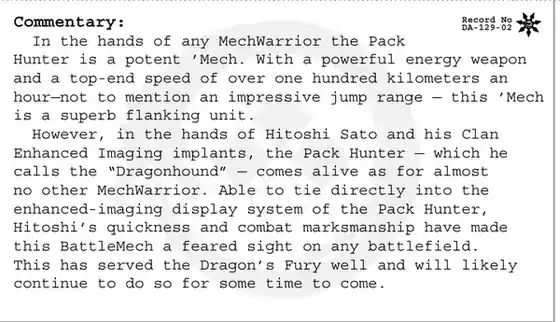 Commentary:
Record No
DA-129-02
In the hands of any MechWarrior the Pack
Hunter is a potent ’Mech. With a powerful energy weapon
and a top-end speed of over one hundred kilometers an
hour—not to mention an impressive jump range — this ’Mech
is a superb flanking unit.
However, in the hands of Hitoshi Sato and his Clan
Enhanced Imaging implants, the Pack Hunter — which he
calls the “Dragonhound” — comes alive as for almost
no other MechWarrior. Able to tie directly into the
enhanced-imaging display system of the Pack Hunter,
Hitoshi’s quickness and combat marksmanship have made
this BattleMech a feared sight on any battlefield.
This has served the Dragon’s Fury well and will likely
continue to do so for some time to come.